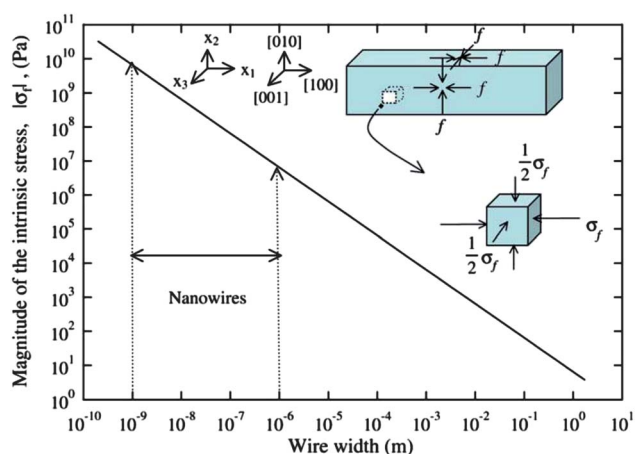 Magnitude of the intrinsic stress, |σf| , (Pa)
10^11
10^10
10^9
10^8
10^7
10^6
10^5
10^4
10^3
10^2
10^1
10^0
x2
x1
x3
[010]
[100]
[001]
f
f
f
f
1/2 σf
σf
1/2 σf
Nanowires
10^-10 10^-9 10^-8 10^-7 10^-6 10^-5 10^-4 10^-3 10^-2 10^-1 10^0 10^1
Wire width (m)